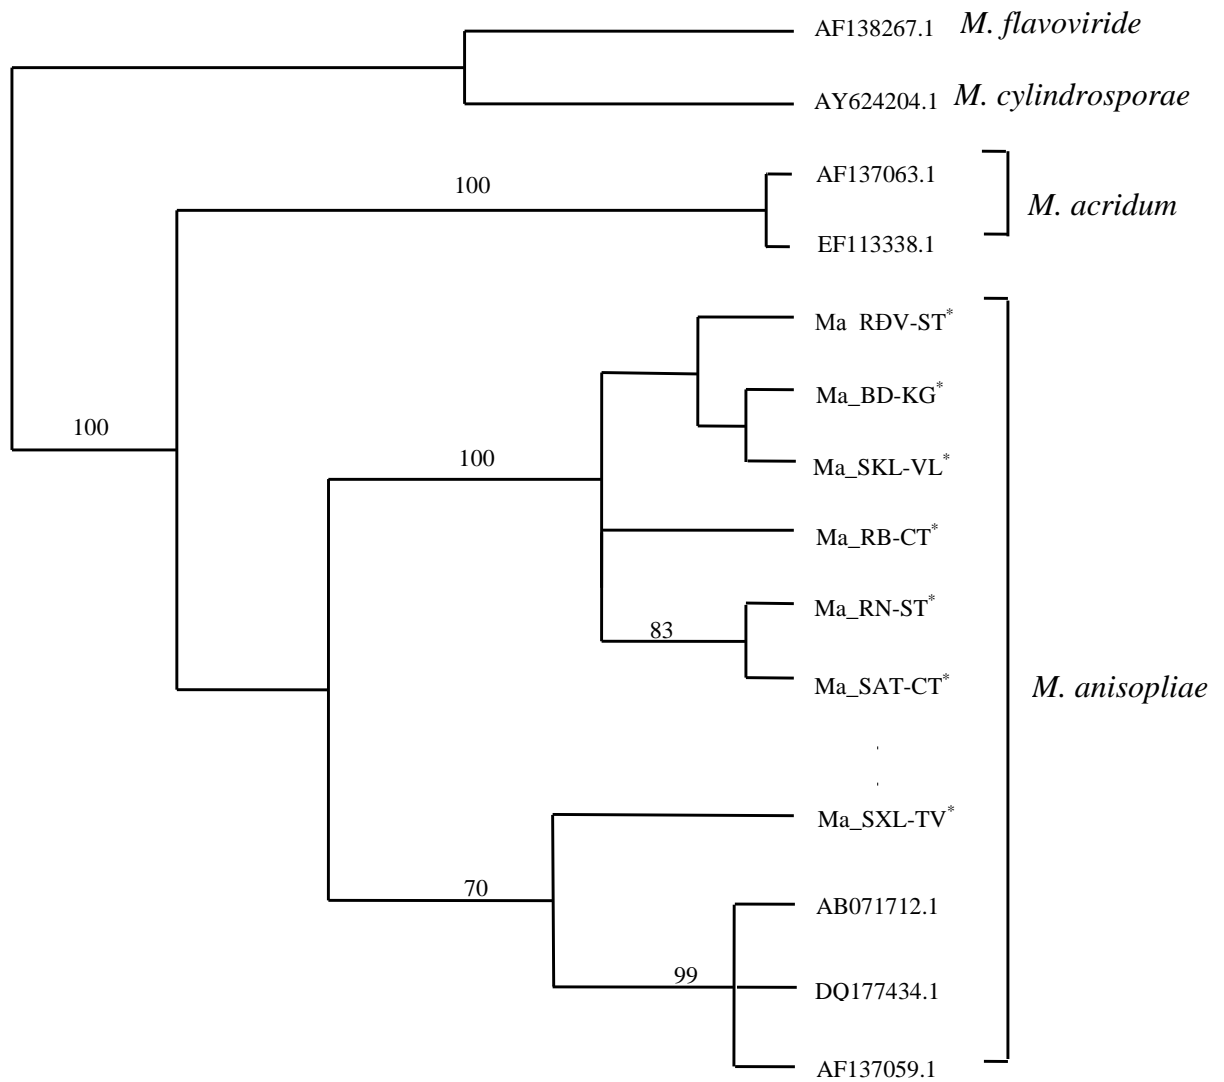 AF138267.1 M. flavoviride
AY624204.1 M. cylindrosporae
AF137063.1
100
M. acridum
EF113338.1
Ma RĐV-ST*
Ma_BD-KG*
100
100
Ma_SKL-VL*
Ma_RB-CT*
Ma_RN-ST*
83
Ma_SAT-CT*
M. anisopliae
Ma_SXL-TV*
70
AB071712.1
99
DQ177434.1
AF137059.1